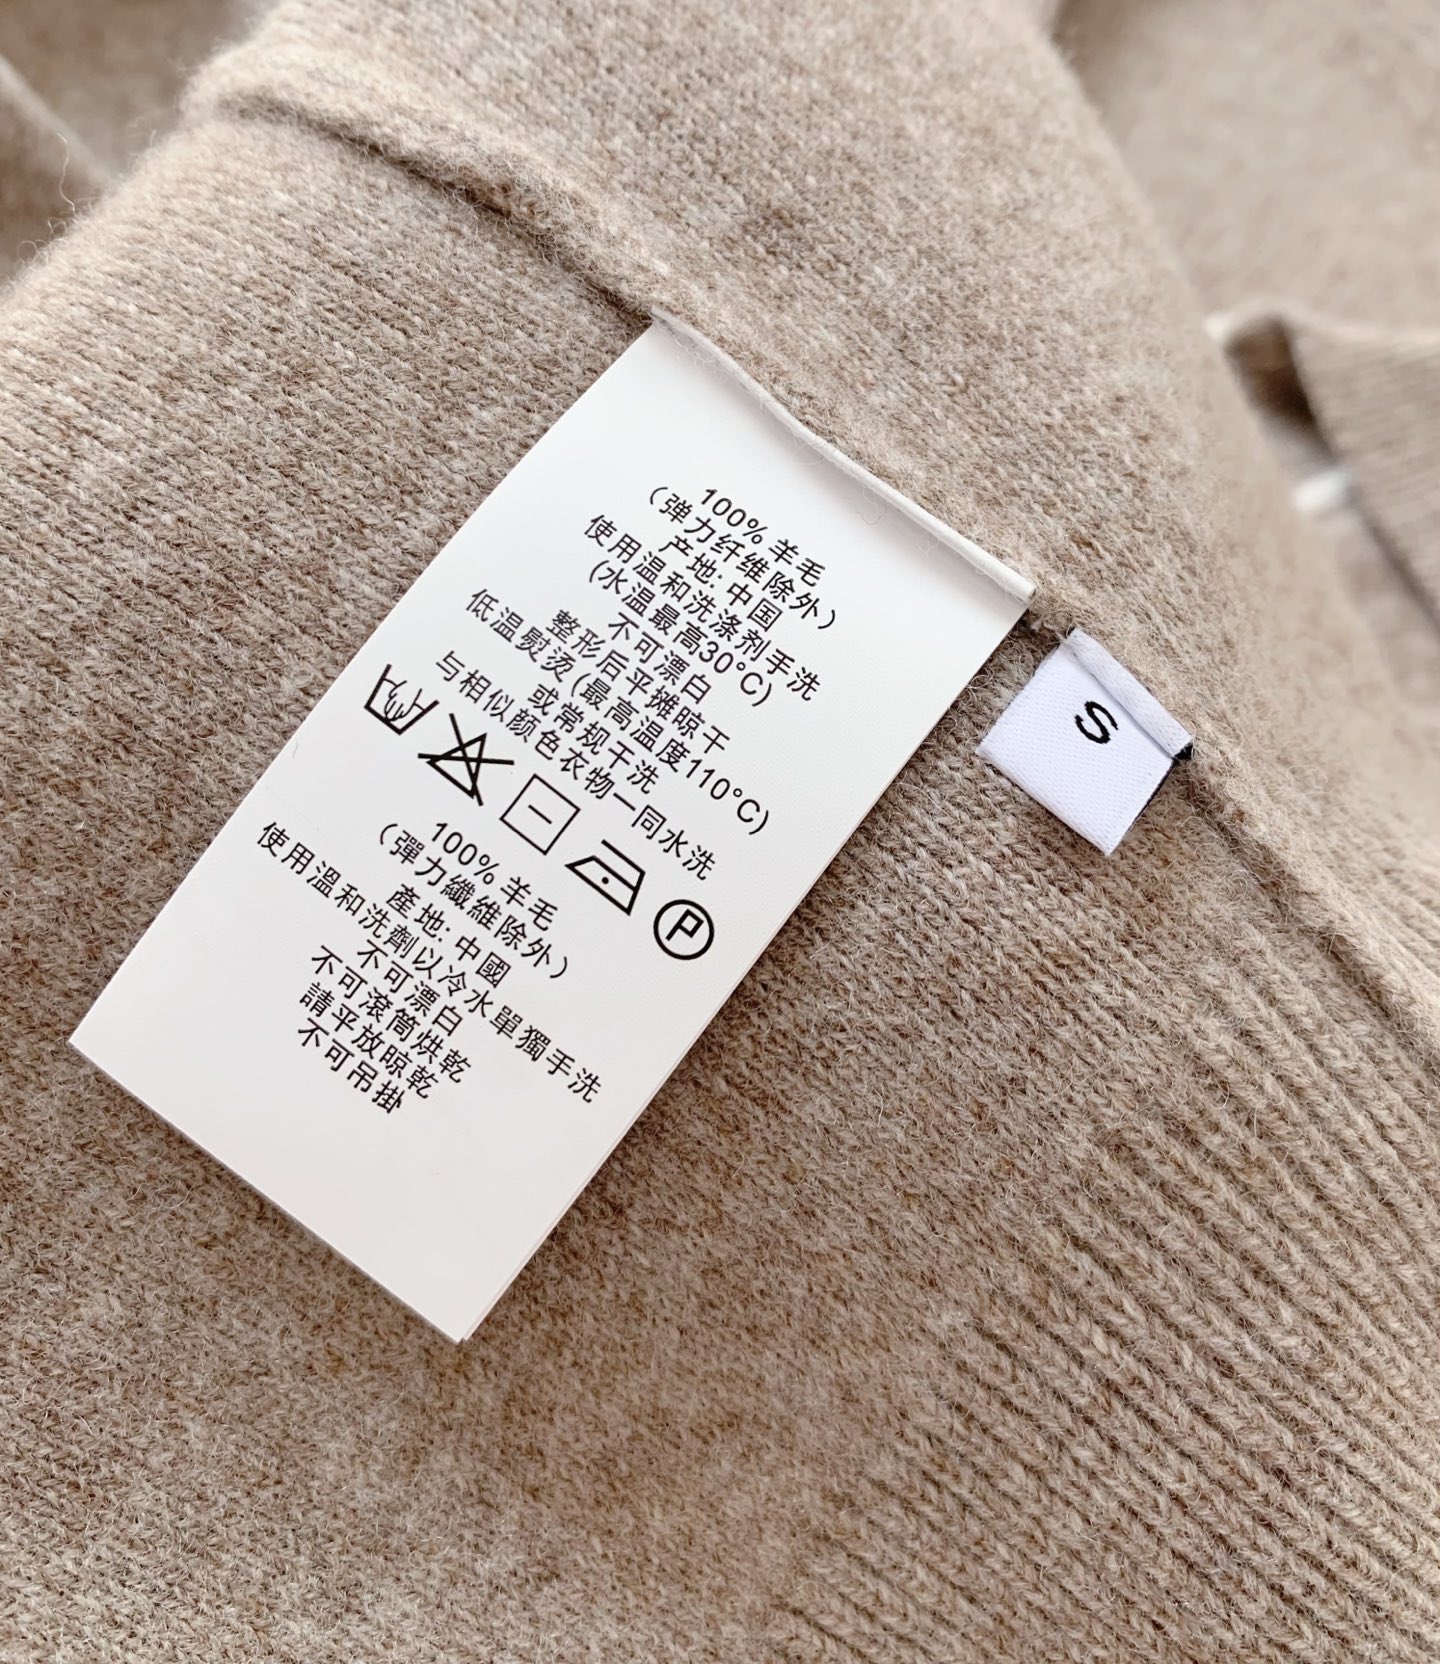 100% 羊毛
（弹力纤维除外）
产地: 中国
使用温和洗涤剂手洗
(水温最高30°C)
不可漂白
整形后平摊晾干
低温熨烫(最高温度110°C)
或常规干洗
与相似颜色衣物一同水洗
P
100% 羊毛
（彈力纖維除外）
產地: 中國
使用溫和洗劑以冷水單獨手洗
不可漂白
不可滾筒烘乾
請平放晾乾
不可吊掛
S